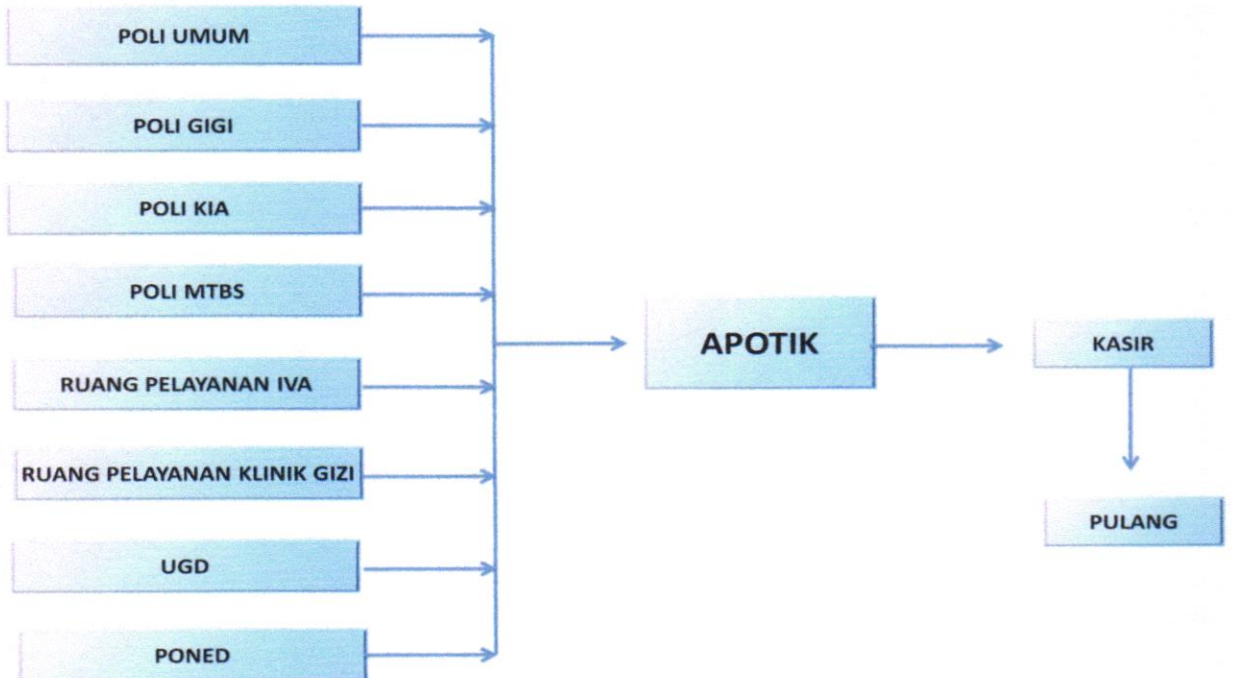 POLI UMUM
POLI GIGI
POLI KIA
POLI MTBS
RUANG PELAYANAN IVA
RUANG PELAYANAN KLINIK GIZI
UGD
PONED
APOTIK
KASIR
PULANG